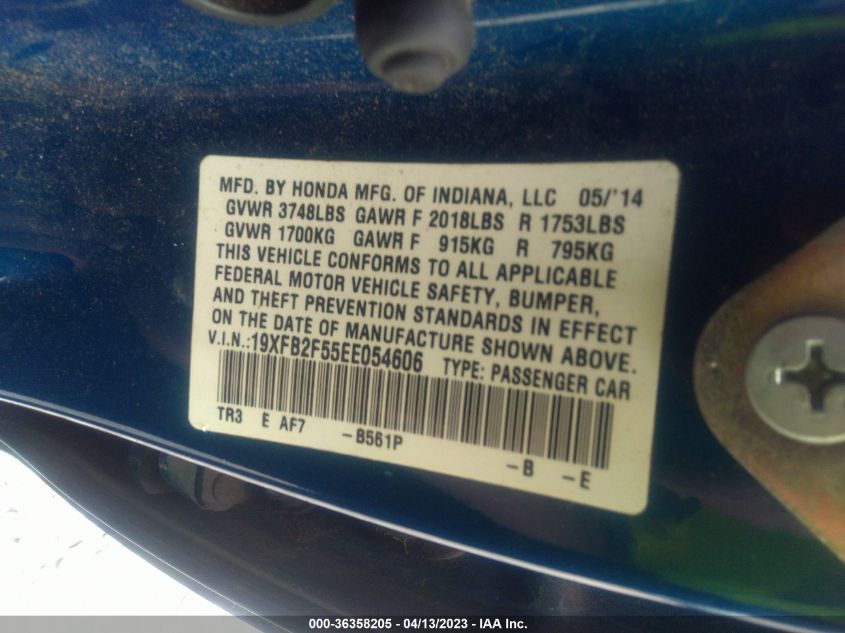 MFD. BY HONDA MFG. OF INDIANA, LLC 05/'14
GVWR 3748LBS GAWR F 2018LBS R 1753LBS
GVWR 1700KG GAWR F 915KG R 795KG
THIS VEHICLE CONFORMS TO ALL APPLICABLE
FEDERAL MOTOR VEHICLE SAFETY, BUMPER,
AND THEFT PREVENTION STANDARDS IN EFFECT
ON THE DATE OF MANUFACTURE SHOWN ABOVE.
V.I.N.:19XFB2F55EE054606 TYPE: PASSENGER CAR
TR3 E AF7 -B561P -B -E
000-36358205 - 04/13/2023 - IAA Inc.